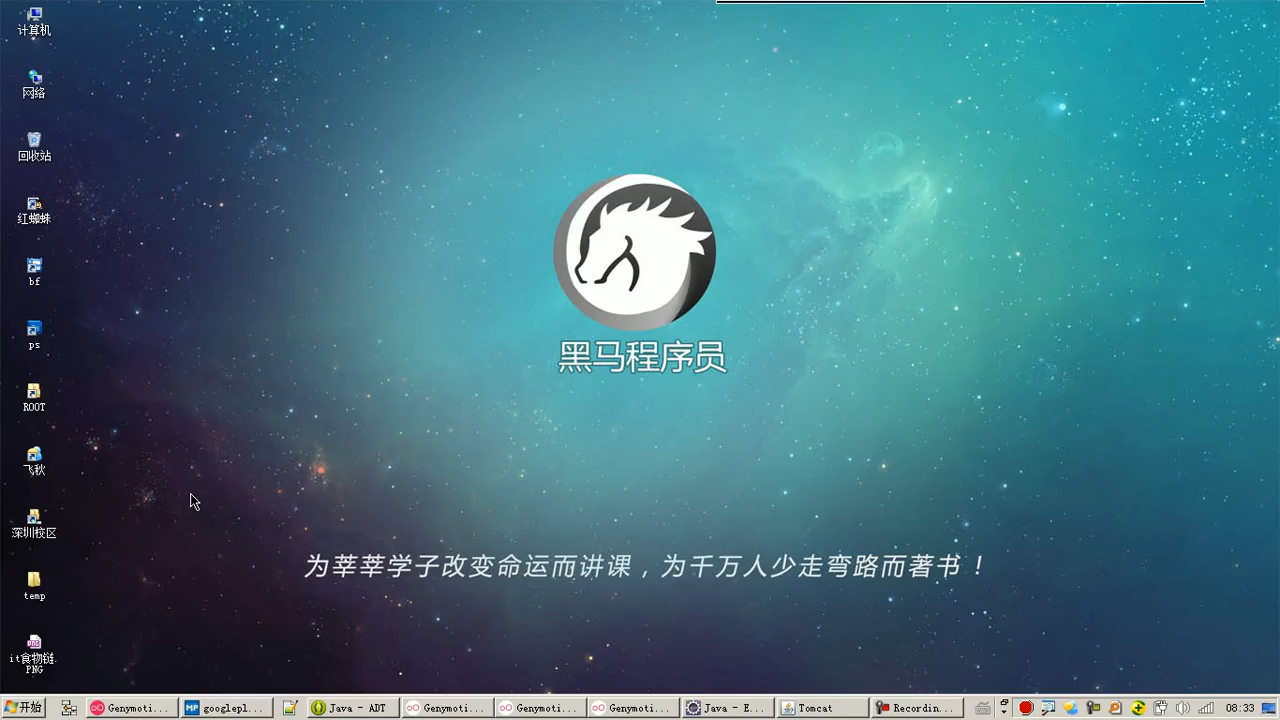 计算机
网络
回收站
红蜘蛛
bf
ps
ROOT
飞秋
深圳校区
temp
it食物链.
PNG
黑马程序员
为莘莘学子改变命运而讲课，为千万人少走弯路而著书！
开始
Genymoti...
googlepl...
Java - ADT
Genymoti...
Genymoti...
Genymoti...
Java - E...
Tomcat
Recordin...
08:33